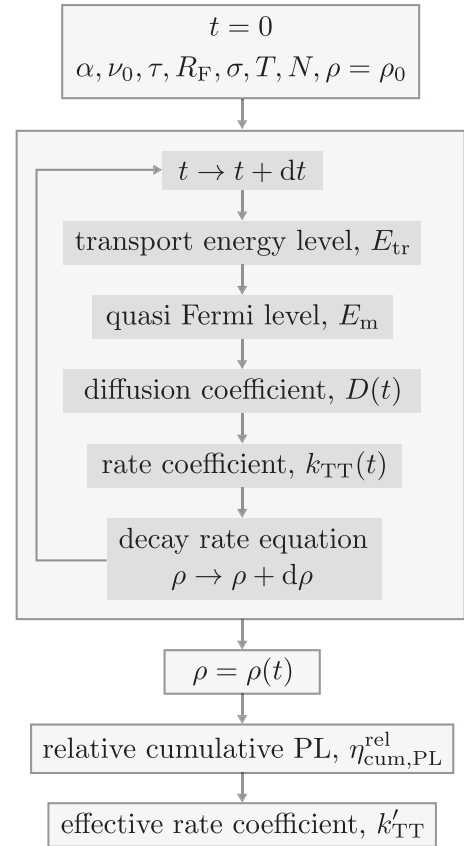 t = 0
α, ν₀, τ, R_F, σ, T, N, ρ = ρ₀
t → t + dt
transport energy level, E_tr
quasi Fermi level, E_m
diffusion coefficient, D(t)
rate coefficient, k_TT(t)
decay rate equation
ρ → ρ + dρ
ρ = ρ(t)
relative cumulative PL, η^rel_cum,PL
effective rate coefficient, k′_TT